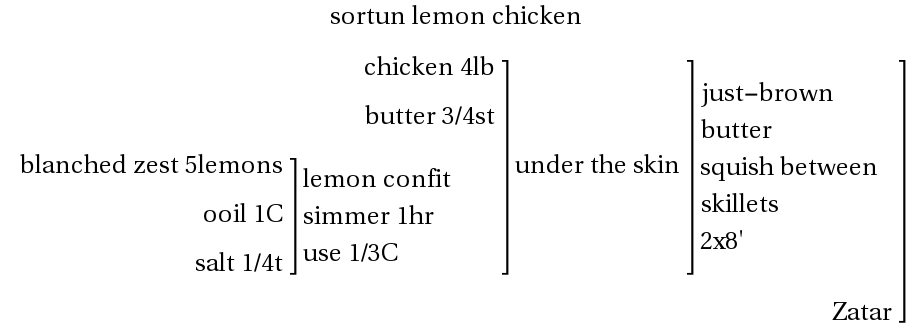 sortun lemon chicken
chicken 4lb
butter 3/4st
blanched zest 5lemons
ooil 1C
salt 1/4t
lemon confit
simmer 1hr
use 1/3C
under the skin
just−brown
butter
squish between
skillets
2x8'
Zatar